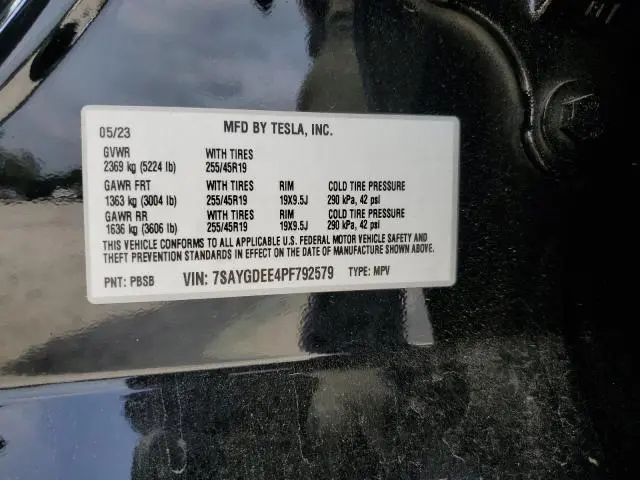 05/23 MFD BY TESLA, INC.
GVWR WITH TIRES
2369 kg (5224 lb) 255/45R19
GAWR FRT WITH TIRES RIM COLD TIRE PRESSURE
1363 kg (3004 lb) 255/45R19 19X9.5J 290 kPa, 42 psi
GAWR RR WITH TIRES RIM COLD TIRE PRESSURE
1636 kg (3606 lb) 255/45R19 19X9.5J 290 kPa, 42 psi
THIS VEHICLE CONFORMS TO ALL APPLICABLE U.S. FEDERAL MOTOR VEHICLE SAFETY AND
THEFT PREVENTION STANDARDS IN EFFECT ON THE DATE OF MANUFACTURE SHOWN ABOVE.
PNT: PBSB VIN: 7SAYGDEE4PF792579 TYPE: MPV